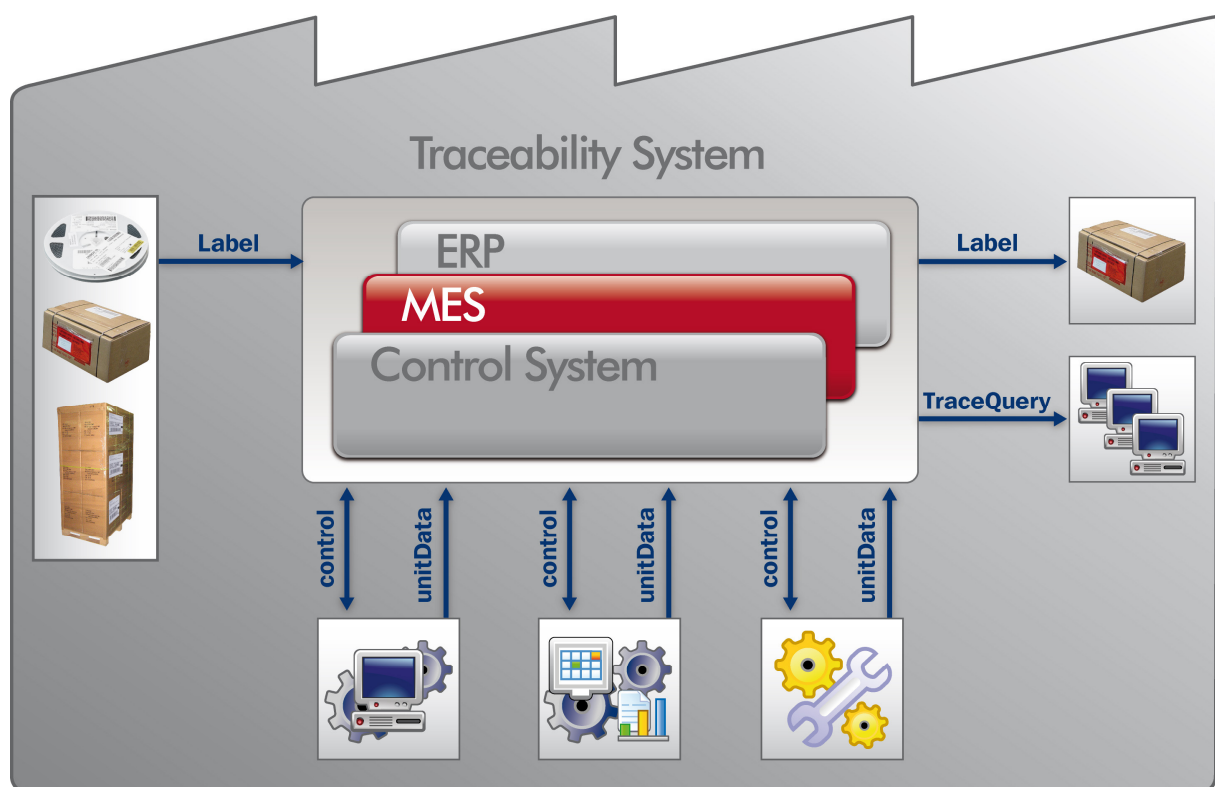 Traceability System
Label
ERP
Label
MES
Control System
TraceQuery
control
unitData
control
unitData
control
unitData